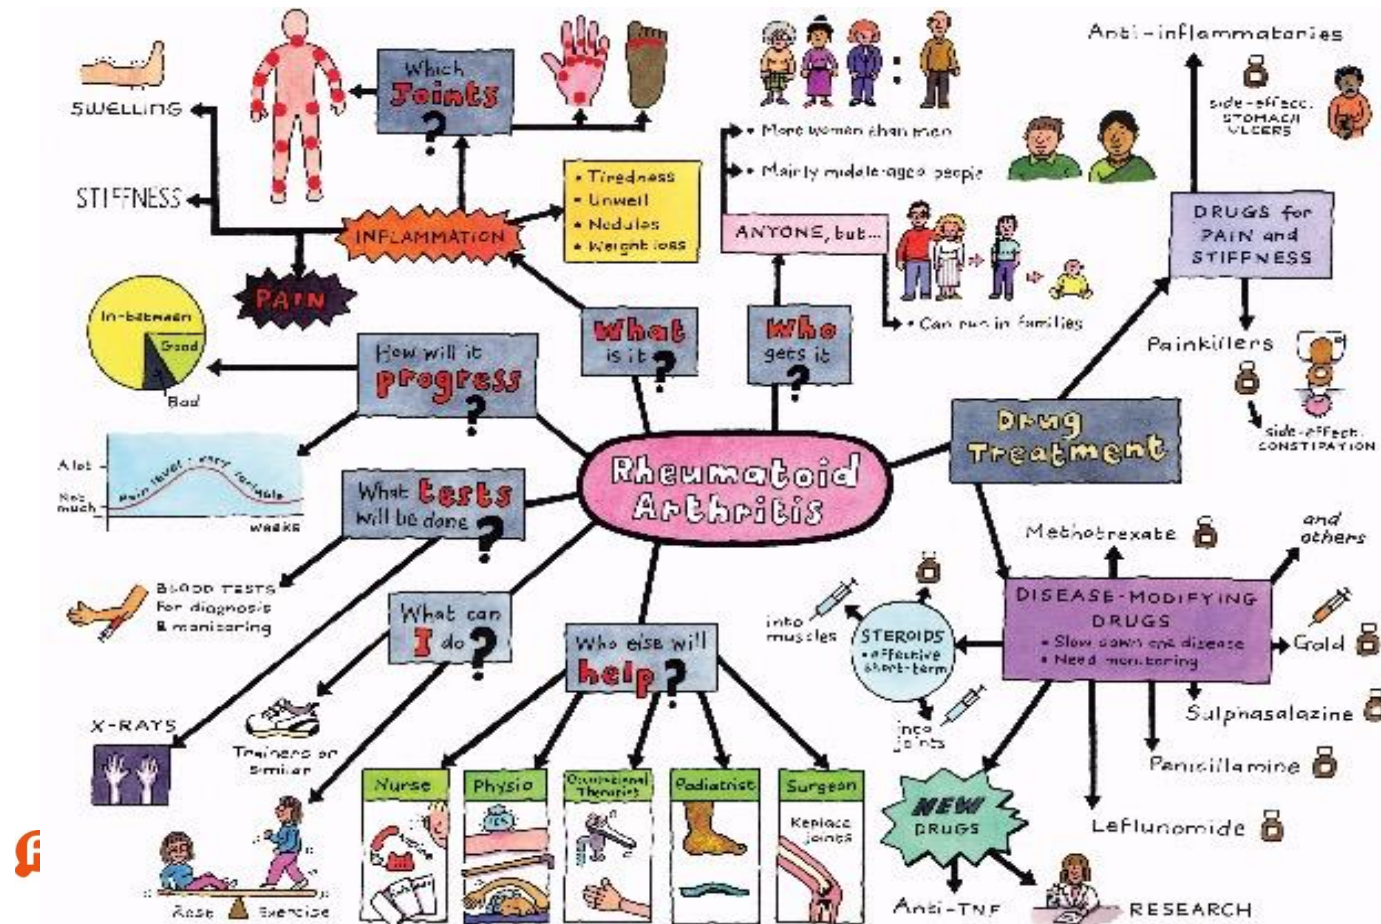 Rheumatoid
Arthritis
What
is it?
INFLAMMATION
SWELLING
STIFFNESS
PAIN
Which
Joints
?
• Tiredness
• Unwell
• Nodules
• Weight loss
Who
gets it
?
ANYONE, but...
• More women than men
• Mainly middle-aged people
• Can run in families
Drug
Treatment
DRUGS for
PAIN and
STIFFNESS
Anti-inflammatories
side-effect:
STOMACH
ULCERS
Painkillers
side-effect:
CONSTIPATION
DISEASE-MODIFYING
DRUGS
• Slow down the disease
• Need monitoring
Methotrexate
and
others
Gold
Sulphasalazine
Penicillamine
Leflunomide
NEW
DRUGS
Anti-TNF
RESEARCH
STEROIDS
• effective
short-term
into
muscles
into
joints
Who else will
help?
Nurse
Physio
ICE
Occupational
Therapist
Podiatrist
Surgeon
Replace
joints
What can
I do?
Trainers or
similar
Rest
Exercise
What tests
will be done?
BLOOD TESTS
for diagnosis
& monitoring
X-RAYS
How will it
progress
?
In-between
Good
Bad
A lot
Not
much
Pain level: very variable
weeks